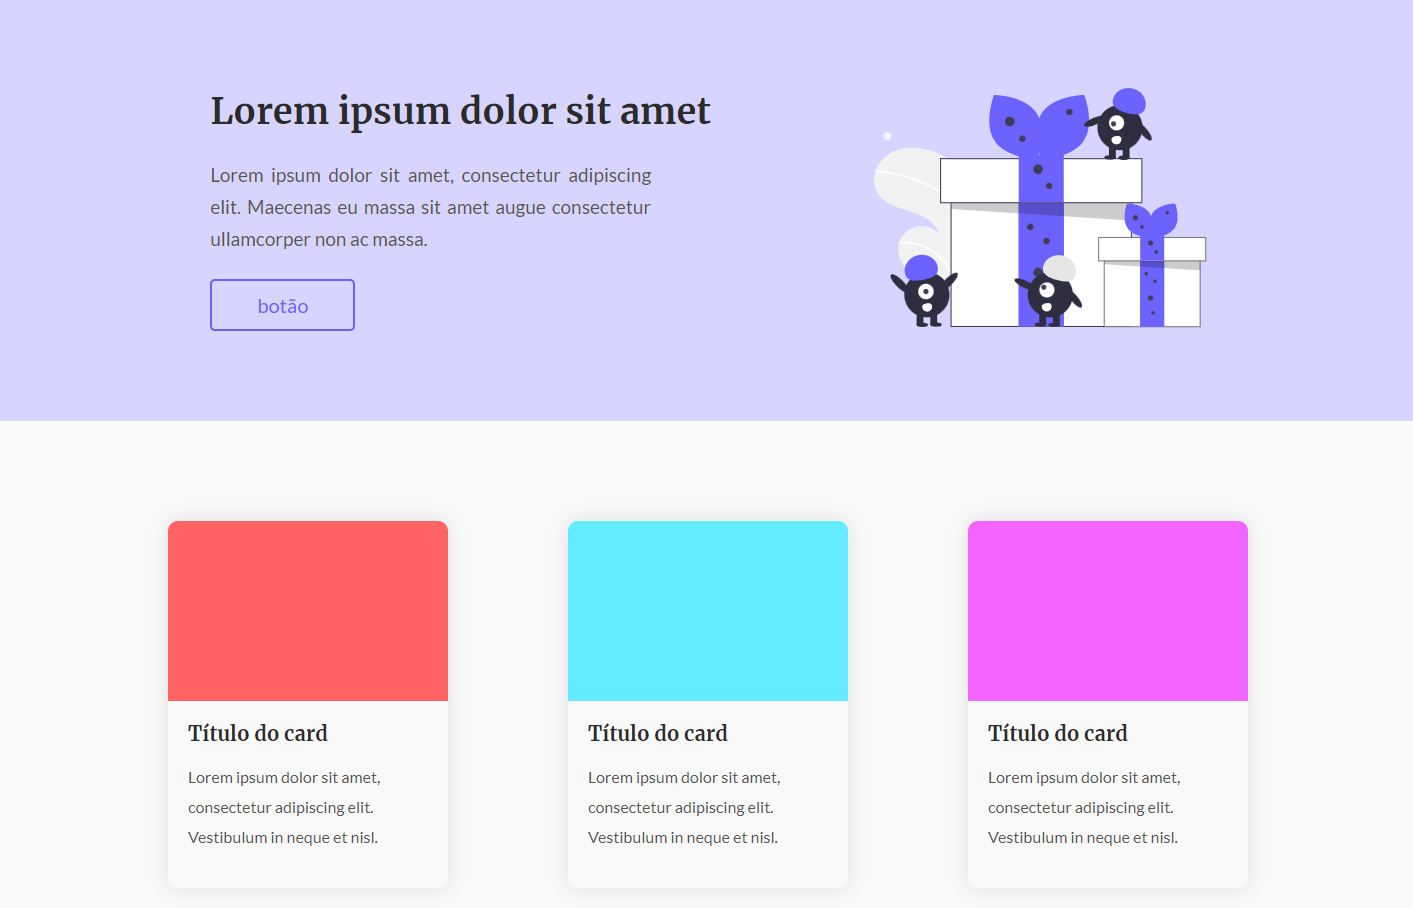 Lorem ipsum dolor sit amet
Lorem ipsum dolor sit amet, consectetur adipiscing
elit. Maecenas eu massa sit amet augue consectetur
ullamcorper non ac massa.
botão
Título do card
Lorem ipsum dolor sit amet,
consectetur adipiscing elit.
Vestibulum in neque et nisl.
Título do card
Lorem ipsum dolor sit amet,
consectetur adipiscing elit.
Vestibulum in neque et nisl.
Título do card
Lorem ipsum dolor sit amet,
consectetur adipiscing elit.
Vestibulum in neque et nisl.